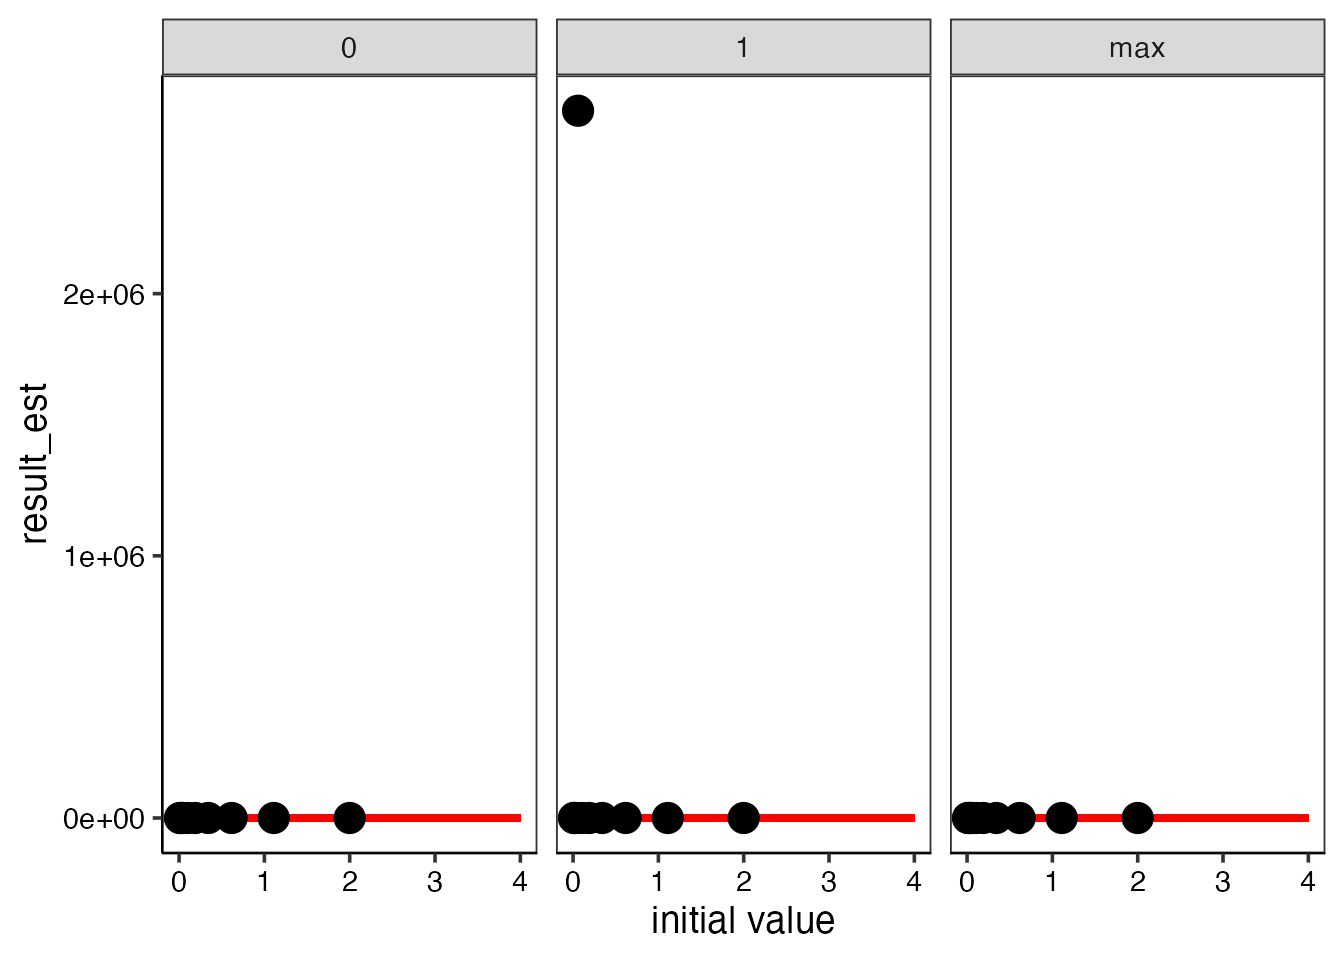 0 1 max
2e+06
1e+06
0e+00
result_est
0 1 2 3 4 0 1 2 3 4 0 1 2 3 4
initial value